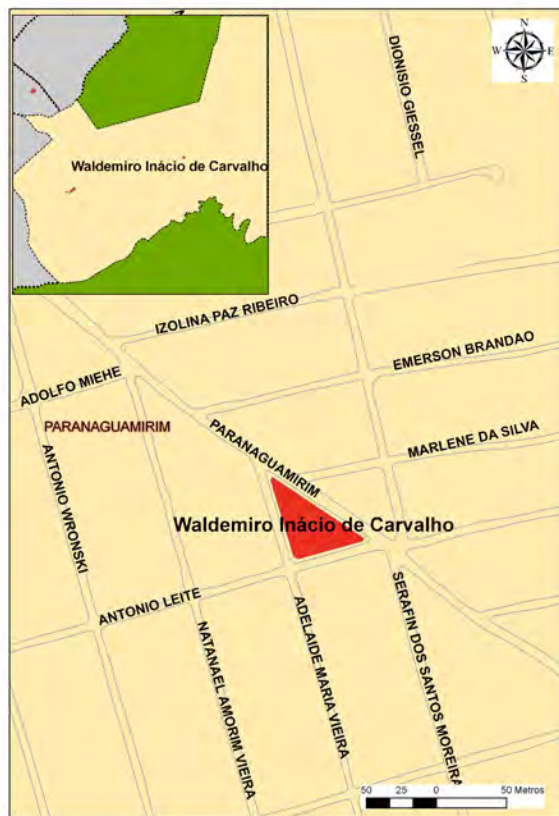 N
W E
S
Waldemiro Inácio de Carvalho
DIONISIO GIESSEL
IZOLINA PAZ RIBEIRO
EMERSON BRANDAO
ADOLFO MIEHE
PARANAGUAMIRIM
PARANAGUAMIRIM
MARLENE DA SILVA
ANTONIO WRONSKI
Waldemiro Inácio de Carvalho
ANTONIO LEITE
NATANAEL AMORIM VIEIRA
ADELAIDE MARIA VIEIRA
SERAFIN DOS SANTOS MOREIRA
50 25 0 50 Metros